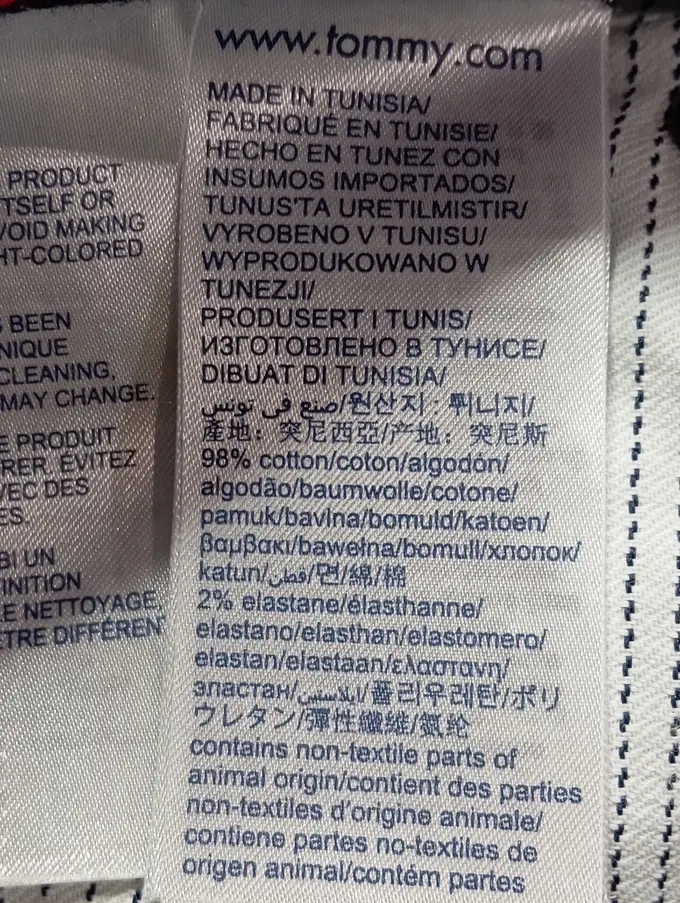 PRODUCT
TSELF OR
VOID MAKING
HT-COLORED
BEEN
NIQUE
CLEANING,
MAY CHANGE.
E PRODUIT
RER. ÉVITEZ
VEC DES
ES.
BI UN
INITION
LE NETTOYAGE,
ETRE DIFFÉREN
www.tommy.com
MADE IN TUNISIA/
FABRIQUÉ EN TUNISIE/
HECHO EN TUNEZ CON
INSUMOS IMPORTADOS/
TUNUS'TA URETILMISTIR/
VYROBENO V TUNISU/
WYPRODUKOWANO W
TUNEZJI/
PRODUSERT I TUNIS/
ИЗГОТОВЛЕНО В ТУНИСЕ/
DIBUAT DI TUNISIA/
صنع في تونس/원산지: 튀니지/
產地: 突尼西亞/产地: 突尼斯
98% cotton/coton/algodón/
algodão/baumwolle/cotone/
pamuk/bavlna/bomuld/katoen/
βαμβακι/bawełna/bomull/хлопок/
katun/قطن/면/綿/棉
2% elastane/élasthanne/
elastano/elasthan/elastomero/
elastan/elastaan/ελαστανη/
эластан/ايلاستين/폴리우레탄/ポリ
ウレタン/彈性纖維/氨纶
contains non-textile parts of
animal origin/contient des parties
non-textiles d'origine animale/
contiene partes no-textiles de
origen animal/contém partes